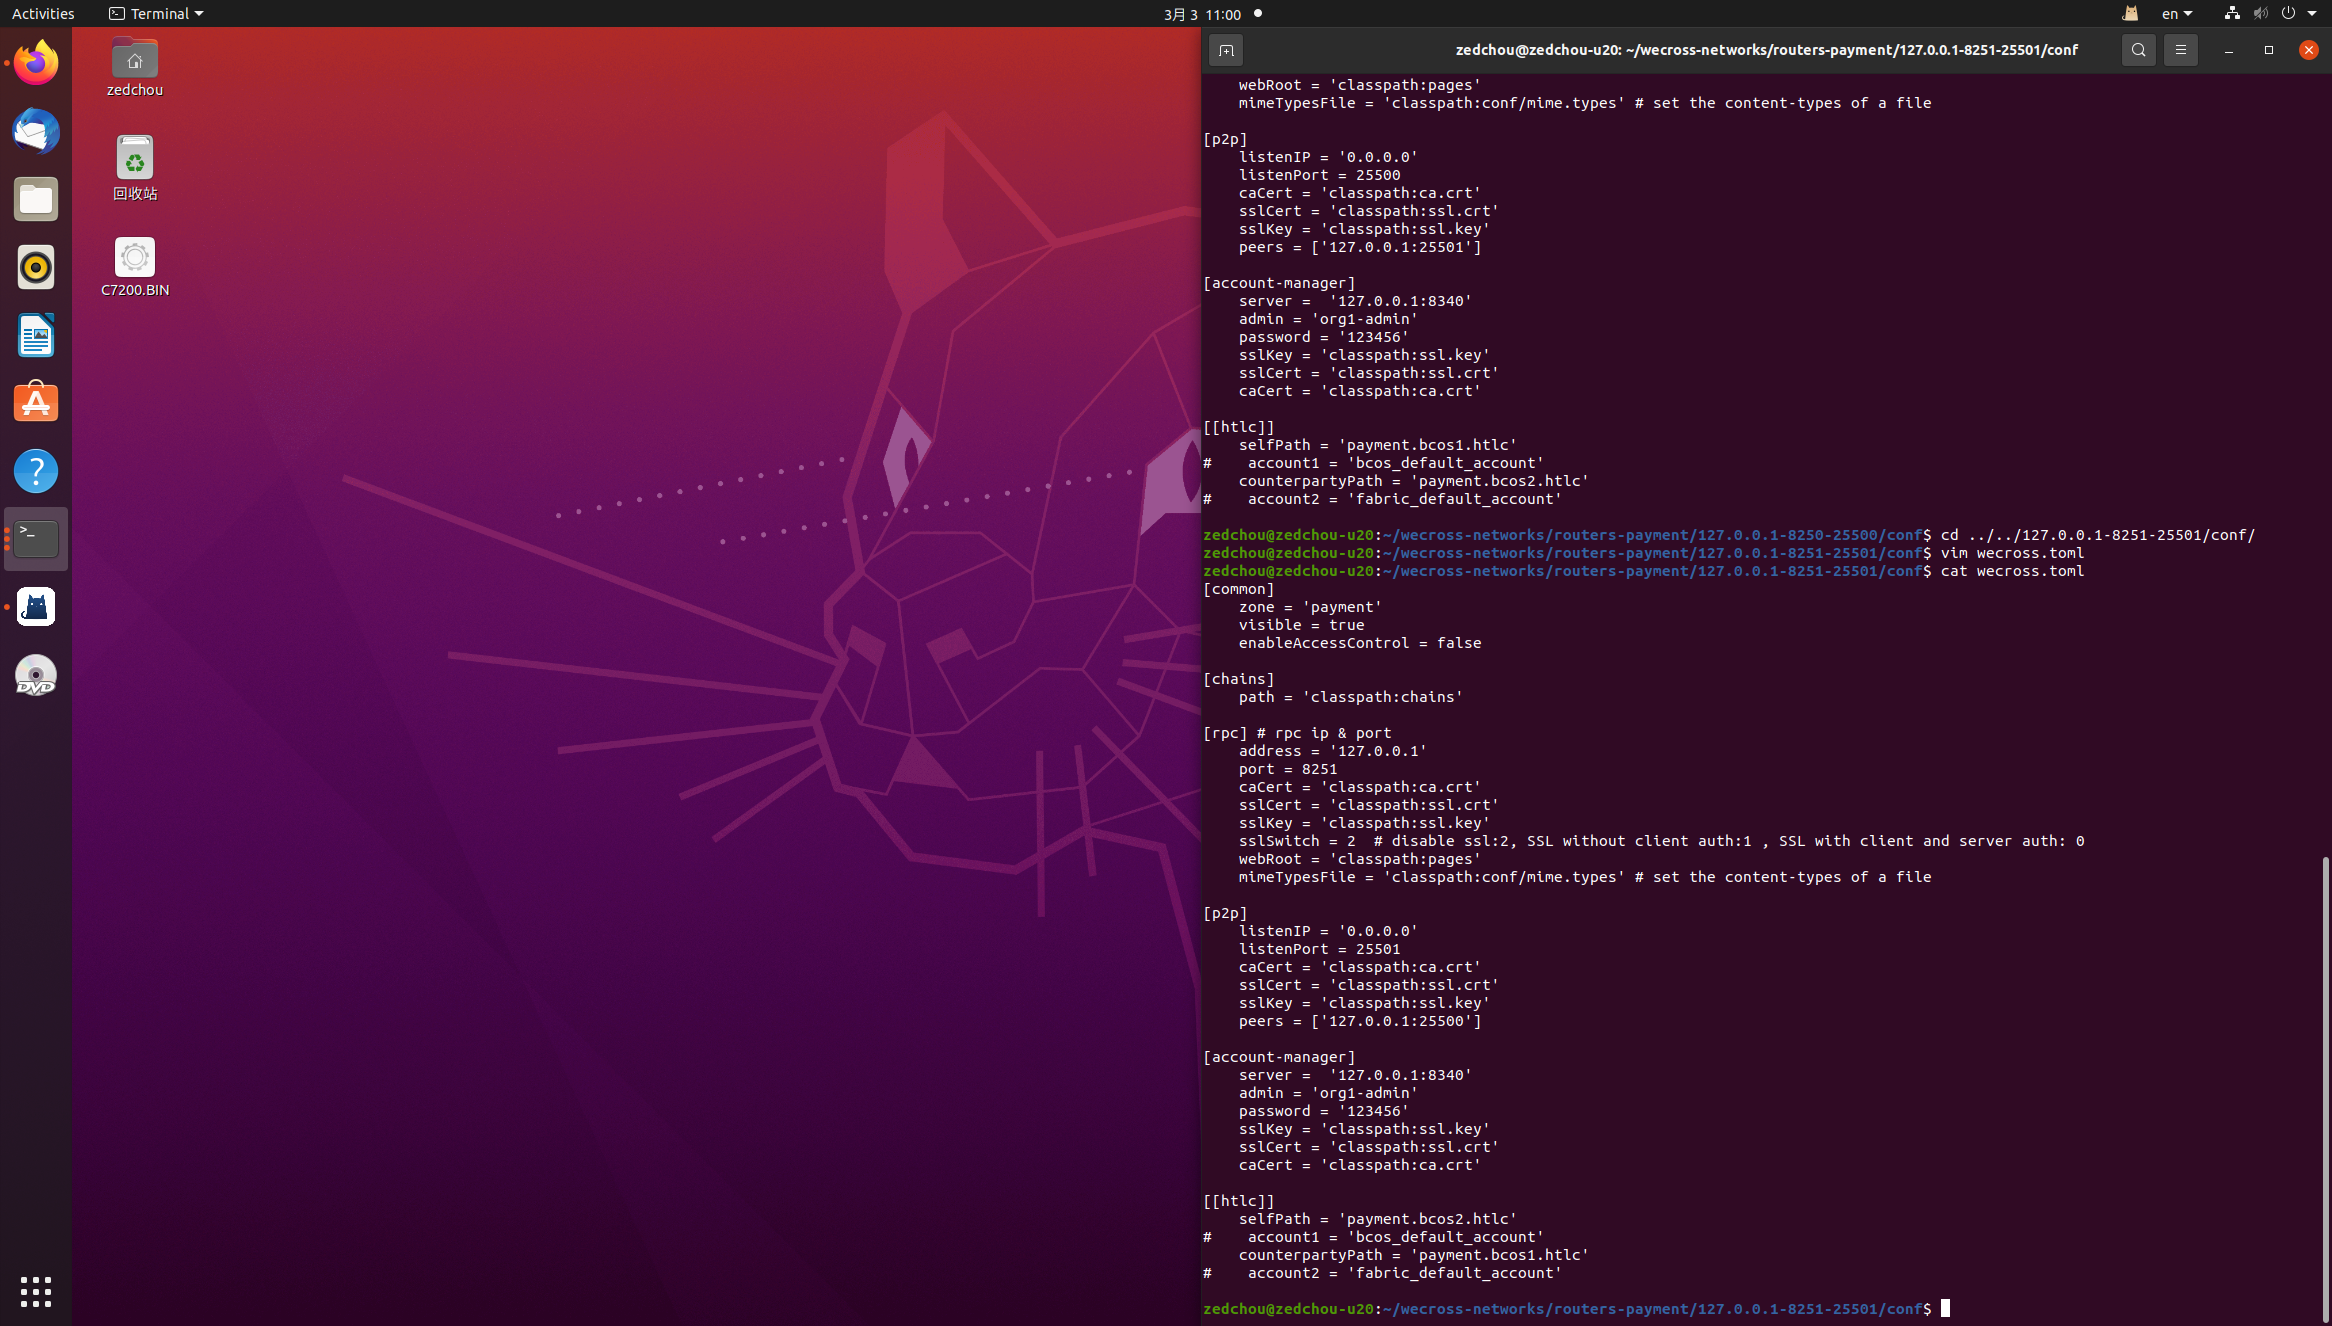 Activities
Terminal
3月 3 11:00
en
zedchou
回收站
C7200.BIN
DVD
zedchou@zedchou-u20: ~/wecross-networks/routers-payment/127.0.0.1-8251-25501/conf
webRoot = 'classpath:pages'
mimeTypesFile = 'classpath:conf/mime.types' # set the content-types of a file
[p2p]
listenIP = '0.0.0.0'
listenPort = 25500
caCert = 'classpath:ca.crt'
sslCert = 'classpath:ssl.crt'
sslKey = 'classpath:ssl.key'
peers = ['127.0.0.1:25501']
[account-manager]
server =  '127.0.0.1:8340'
admin = 'org1-admin'
password = '123456'
sslKey = 'classpath:ssl.key'
sslCert = 'classpath:ssl.crt'
caCert = 'classpath:ca.crt'
[[htlc]]
selfPath = 'payment.bcos1.htlc'
#    account1 = 'bcos_default_account'
counterpartyPath = 'payment.bcos2.htlc'
#    account2 = 'fabric_default_account'
zedchou@zedchou-u20:~/wecross-networks/routers-payment/127.0.0.1-8250-25500/conf$ cd ../../127.0.0.1-8251-25501/conf/
zedchou@zedchou-u20:~/wecross-networks/routers-payment/127.0.0.1-8251-25501/conf$ vim wecross.toml
zedchou@zedchou-u20:~/wecross-networks/routers-payment/127.0.0.1-8251-25501/conf$ cat wecross.toml
[common]
zone = 'payment'
visible = true
enableAccessControl = false
[chains]
path = 'classpath:chains'
[rpc] # rpc ip & port
address = '127.0.0.1'
port = 8251
caCert = 'classpath:ca.crt'
sslCert = 'classpath:ssl.crt'
sslKey = 'classpath:ssl.key'
sslSwitch = 2  # disable ssl:2, SSL without client auth:1 , SSL with client and server auth: 0
webRoot = 'classpath:pages'
mimeTypesFile = 'classpath:conf/mime.types' # set the content-types of a file
[p2p]
listenIP = '0.0.0.0'
listenPort = 25501
caCert = 'classpath:ca.crt'
sslCert = 'classpath:ssl.crt'
sslKey = 'classpath:ssl.key'
peers = ['127.0.0.1:25500']
[account-manager]
server =  '127.0.0.1:8340'
admin = 'org1-admin'
password = '123456'
sslKey = 'classpath:ssl.key'
sslCert = 'classpath:ssl.crt'
caCert = 'classpath:ca.crt'
[[htlc]]
selfPath = 'payment.bcos2.htlc'
#    account1 = 'bcos_default_account'
counterpartyPath = 'payment.bcos1.htlc'
#    account2 = 'fabric_default_account'
zedchou@zedchou-u20:~/wecross-networks/routers-payment/127.0.0.1-8251-25501/conf$